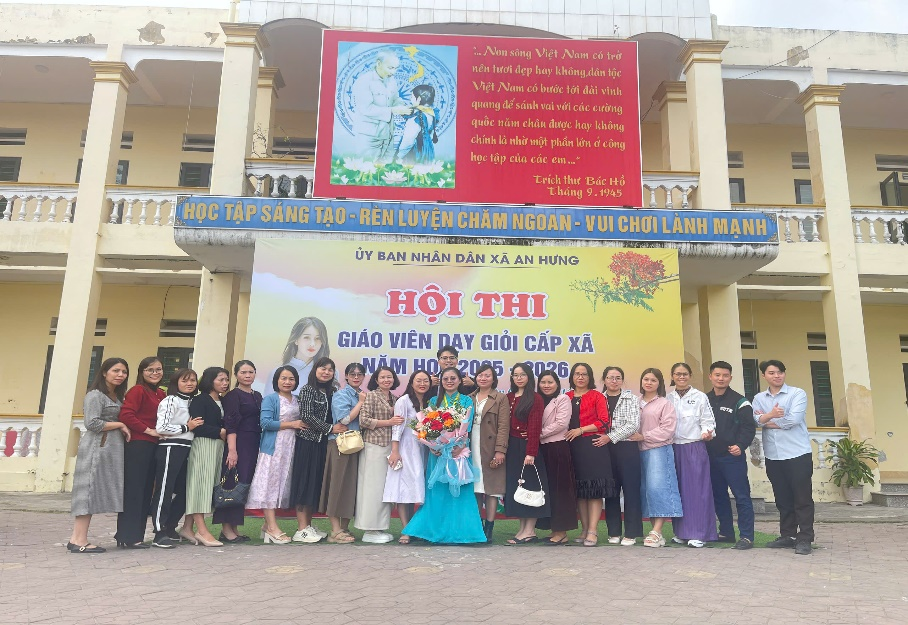 "... Non sông Việt Nam có trở
nên tươi đẹp hay không, dân tộc
Việt Nam có bước tới đài vinh
quang để sánh vai với các cường
quốc năm châu được hay không
chính là nhờ một phần lớn ở công
học tập của các em..."
Trích thư Bác Hồ
Tháng 9.1945
HỌC TẬP SÁNG TẠO - RÈN LUYỆN CHĂM NGOAN - VUI CHƠI LÀNH MẠNH
ỦY BAN NHÂN DÂN XÃ AN HƯNG
HỘI THI
GIÁO VIÊN DẠY GIỎI CẤP XÃ
NĂM HỌC 2025 - 2026